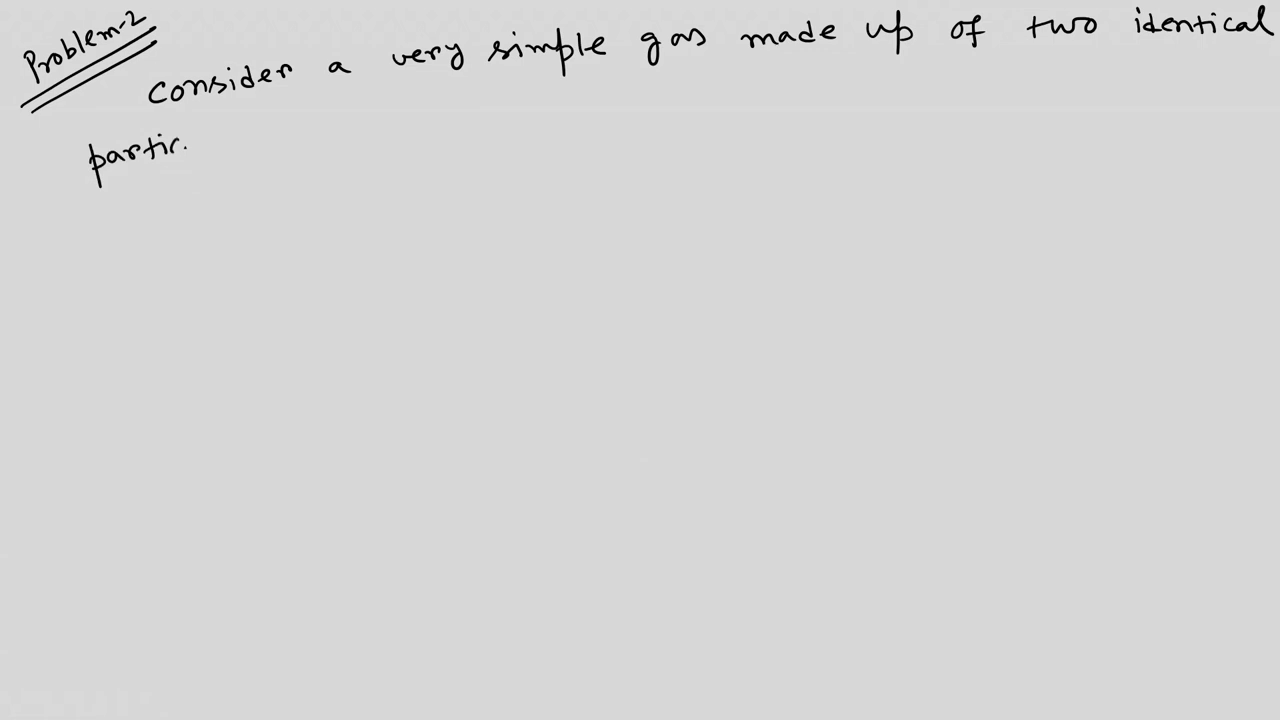 Problem-2
Consider a very simple gas made up of two identical
partic.